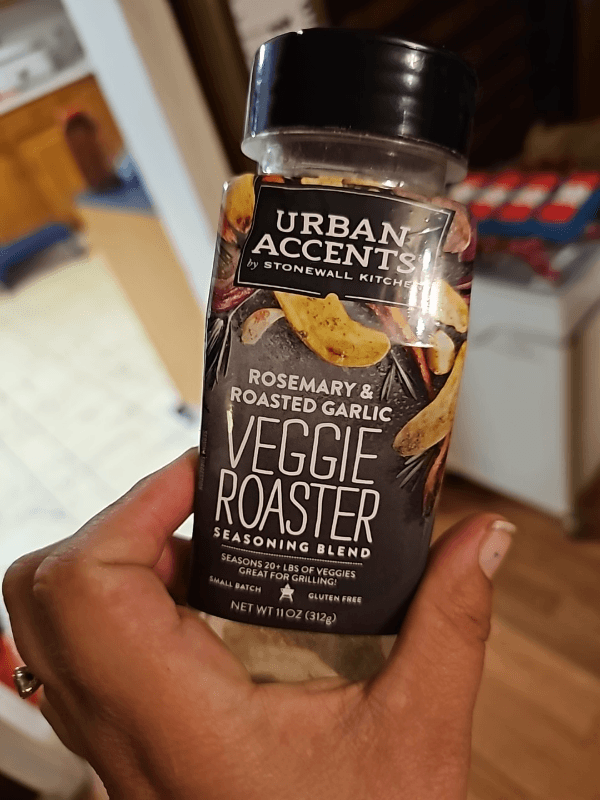 URBAN
ACCENTS
by STONEWALL KITCHEN
ROSEMARY &
ROASTED GARLIC
VEGGIE
ROASTER
SEASONING BLEND
SEASONS 20+ LBS OF VEGGIES
GREAT FOR GRILLING!
SMALL BATCH
GLUTEN FREE
NET WT 11 OZ (312g)